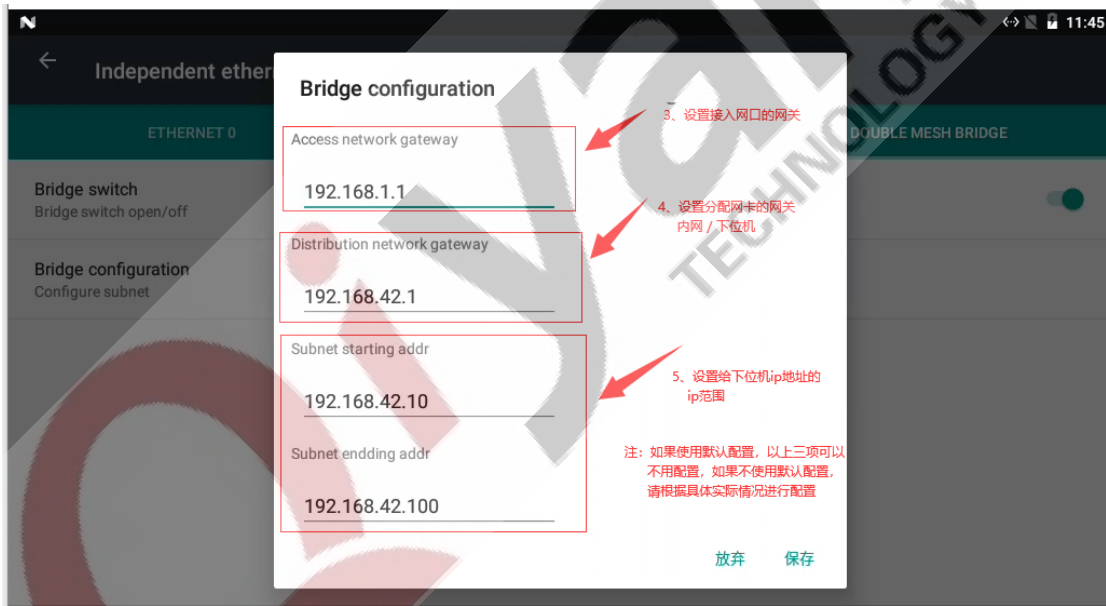 11:45
Independent ether
ETHERNET 0
DOUBLE MESH BRIDGE
Bridge switch
Bridge switch open/off
Bridge configuration
Configure subnet
Bridge configuration
Access network gateway
192.168.1.1
3、设置接入网口的网关
Distribution network gateway
192.168.42.1
4、设置分配网卡的网关
内网 / 下位机
Subnet starting addr
192.168.42.10
5、设置给下位机ip地址的
ip范围
Subnet endding addr
192.168.42.100
注：如果使用默认配置，以上三项可以
不用配置，如果不使用默认配置，
请根据具体实际情况进行配置
放弃 保存
TECHNOLOGY